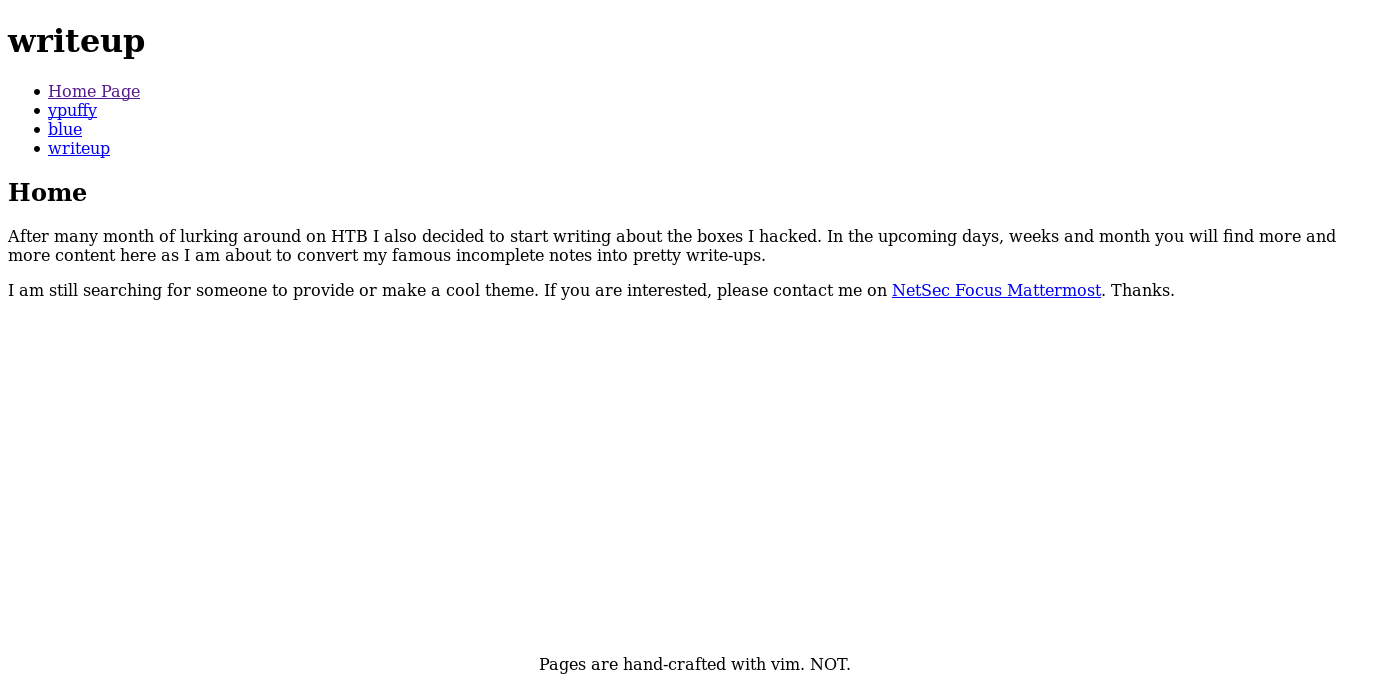 writeup
Home Page
ypuffy
blue
writeup
Home
After many month of lurking around on HTB I also decided to start writing about the boxes I hacked. In the upcoming days, weeks and month you will find more and
more content here as I am about to convert my famous incomplete notes into pretty write-ups.
I am still searching for someone to provide or make a cool theme. If you are interested, please contact me on NetSec Focus Mattermost. Thanks.
Pages are hand-crafted with vim. NOT.